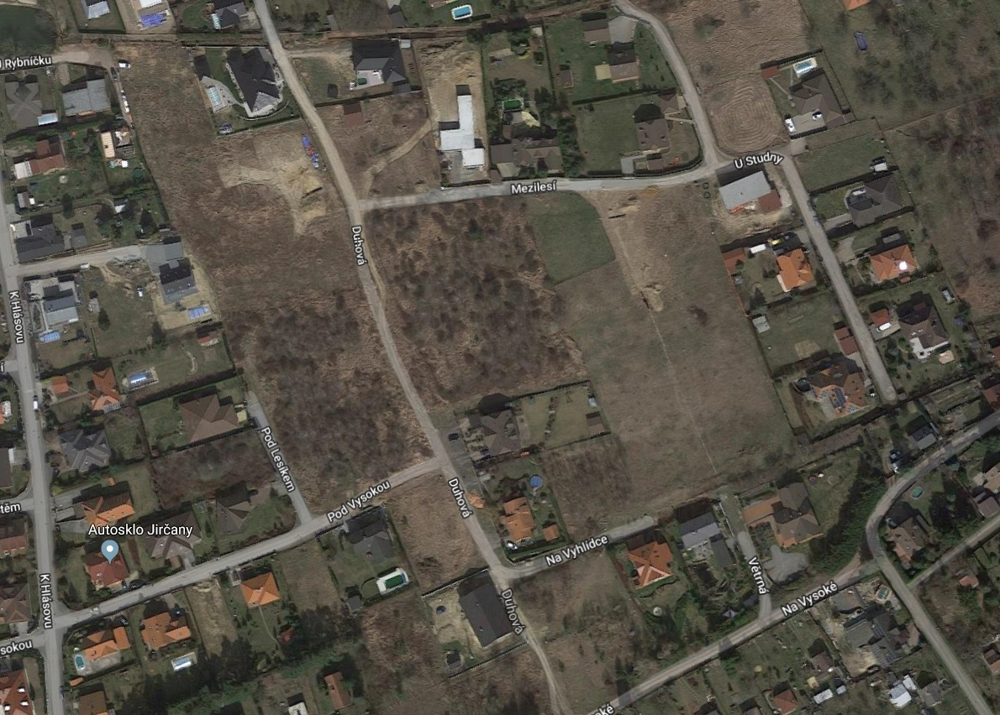 U Rybníčku
U Studny
Mezilesí
Duhová
K Hlásovu
Pod Lesíkem
Pod Vysokou
Duhová
Autosklo Jirčany
Na Vyhlídce
Větrná
K Hlásovu
Duhová
Na Vysoké